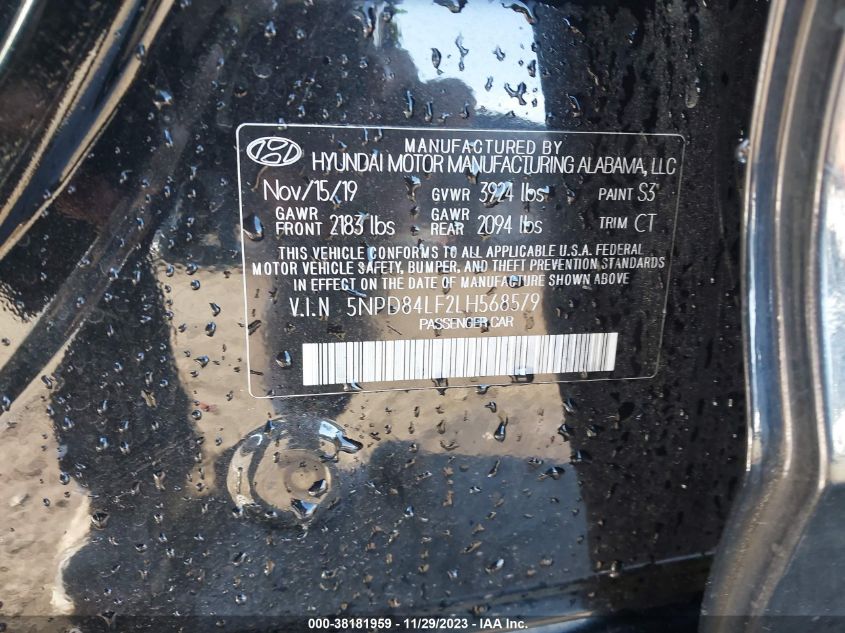 MANUFACTURED BY
HYUNDAI MOTOR MANUFACTURING ALABAMA, LLC
Nov/15/19 GVWR 3924 lbs PAINT S3
GAWR FRONT 2183 lbs GAWR REAR 2094 lbs TRIM CT
THIS VEHICLE CONFORMS TO ALL APPLICABLE U.S.A. FEDERAL
MOTOR VEHICLE SAFETY, BUMPER, AND THEFT PREVENTION STANDARDS
IN EFFECT ON THE DATE OF MANUFACTURE SHOWN ABOVE
V.I.N 5NPD84LF2LH568579
PASSENGER CAR
000-38181959 - 11/29/2023 - IAA Inc.